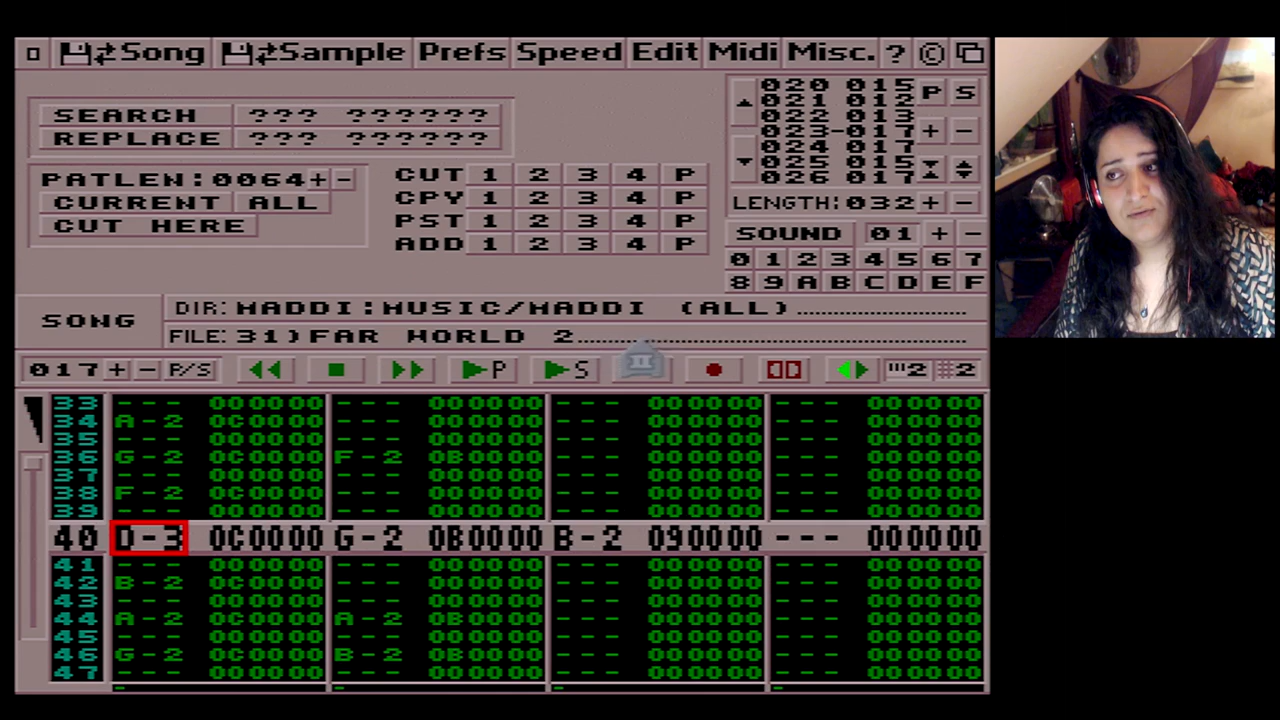 Song Sample Prefs Speed Edit Midi Misc. ? ©
SEARCH ??? ??????
REPLACE ??? ??????
PATLEN:0064+-
CURRENT ALL
CUT HERE
CUT 1 2 3 4 P
CPY 1 2 3 4 P
PST 1 2 3 4 P
ADD 1 2 3 4 P
020 015 P S
021 012
022 013
023-017 + -
024 017
025 015
026 017
LENGTH:032 + -
SOUND 01 + -
0 1 2 3 4 5 6 7
8 9 A B C D E F
SONG
DIR: MADDI:MUSIC/MADDI (ALL)
FILE: 31)FAR WORLD 2
017 + - P/S P S 2 2
33 --- 000000 --- 000000 --- 000000 --- 000000
34 A-2 0C0000 --- 000000 --- 000000 --- 000000
35 --- 000000 --- 000000 --- 000000 --- 000000
36 G-2 0C0000 F-2 0B0000 --- 000000 --- 000000
37 --- 000000 --- 000000 --- 000000 --- 000000
38 F-2 0C0000 --- 000000 --- 000000 --- 000000
39 --- 000000 --- 000000 --- 000000 --- 000000
40 D-3 0C0000 G-2 0B0000 B-2 090000 --- 000000
41 --- 000000 --- 000000 --- 000000 --- 000000
42 B-2 0C0000 --- 000000 --- 000000 --- 000000
43 --- 000000 --- 000000 --- 000000 --- 000000
44 A-2 0C0000 A-2 0B0000 --- 000000 --- 000000
45 --- 000000 --- 000000 --- 000000 --- 000000
46 G-2 0C0000 B-2 0B0000 --- 000000 --- 000000
47 --- 000000 --- 000000 --- 000000 --- 000000